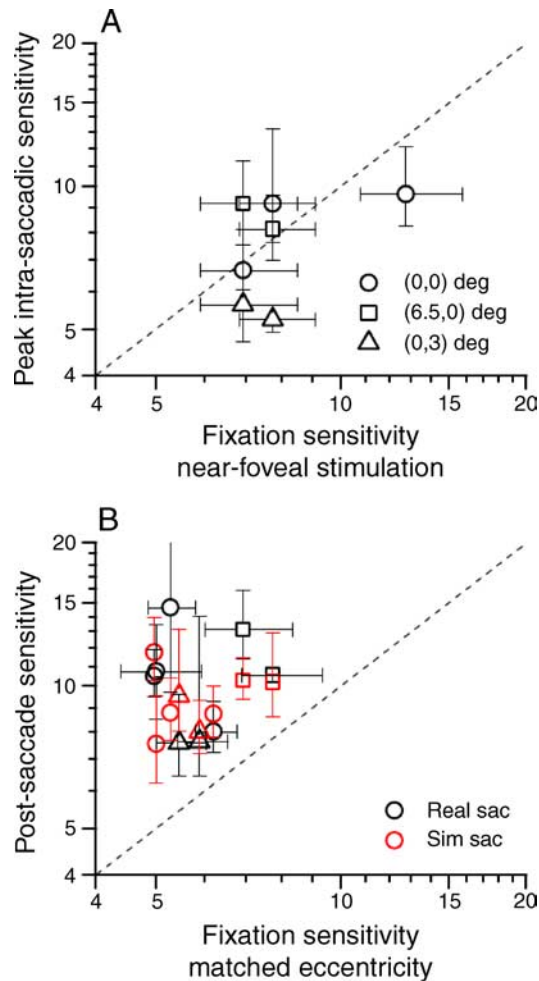 A
20
15
10
5
4
Peak intra-saccadic sensitivity
(0,0) deg
(6.5,0) deg
(0,3) deg
4 5 10 15 20
Fixation sensitivity
near-foveal stimulation
B
20
15
10
5
4
Post-saccade sensitivity
Real sac
Sim sac
4 5 10 15 20
Fixation sensitivity
matched eccentricity